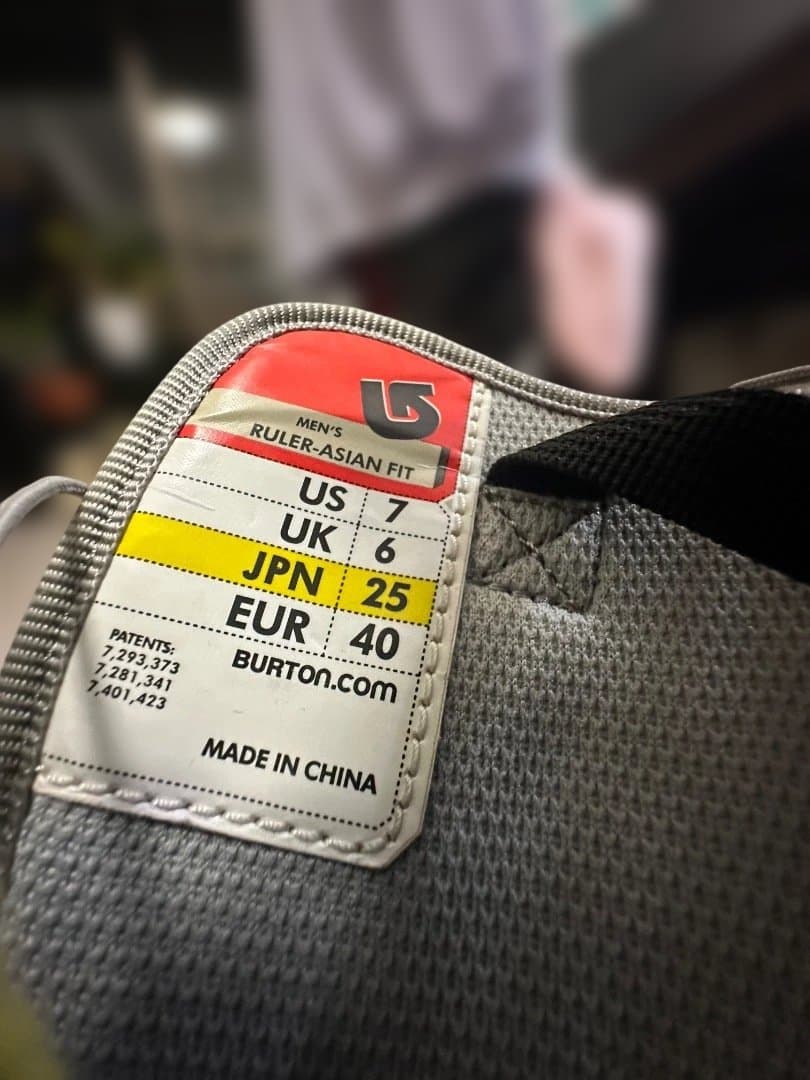 MEN'S
RULER-ASIAN FIT
US 7
UK 6
JPN 25
EUR 40
PATENTS:
7,293,373
7,281,341
7,401,423
BURTON.COM
MADE IN CHINA